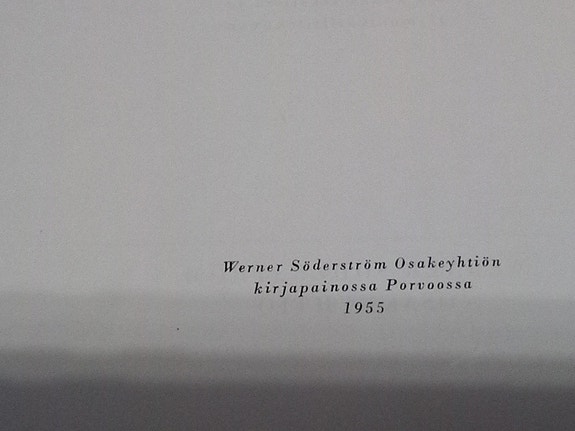 Werner Söderström Osakeyhtiön
kirjapainossa Porvoossa
1955